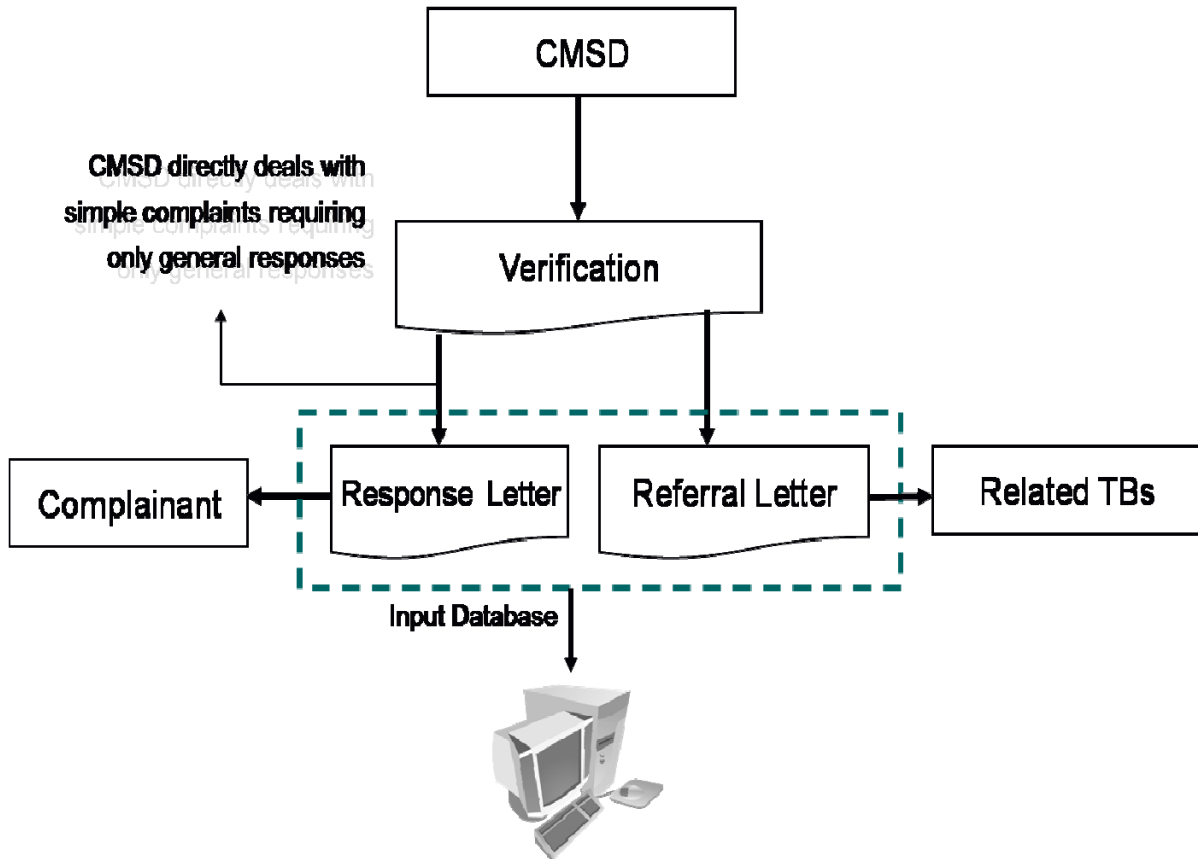 CMSD
CMSD directly deals with
simple complaints requiring
only general responses
Verification
Complainant
Response Letter
Referral Letter
Related TBs
Input Database